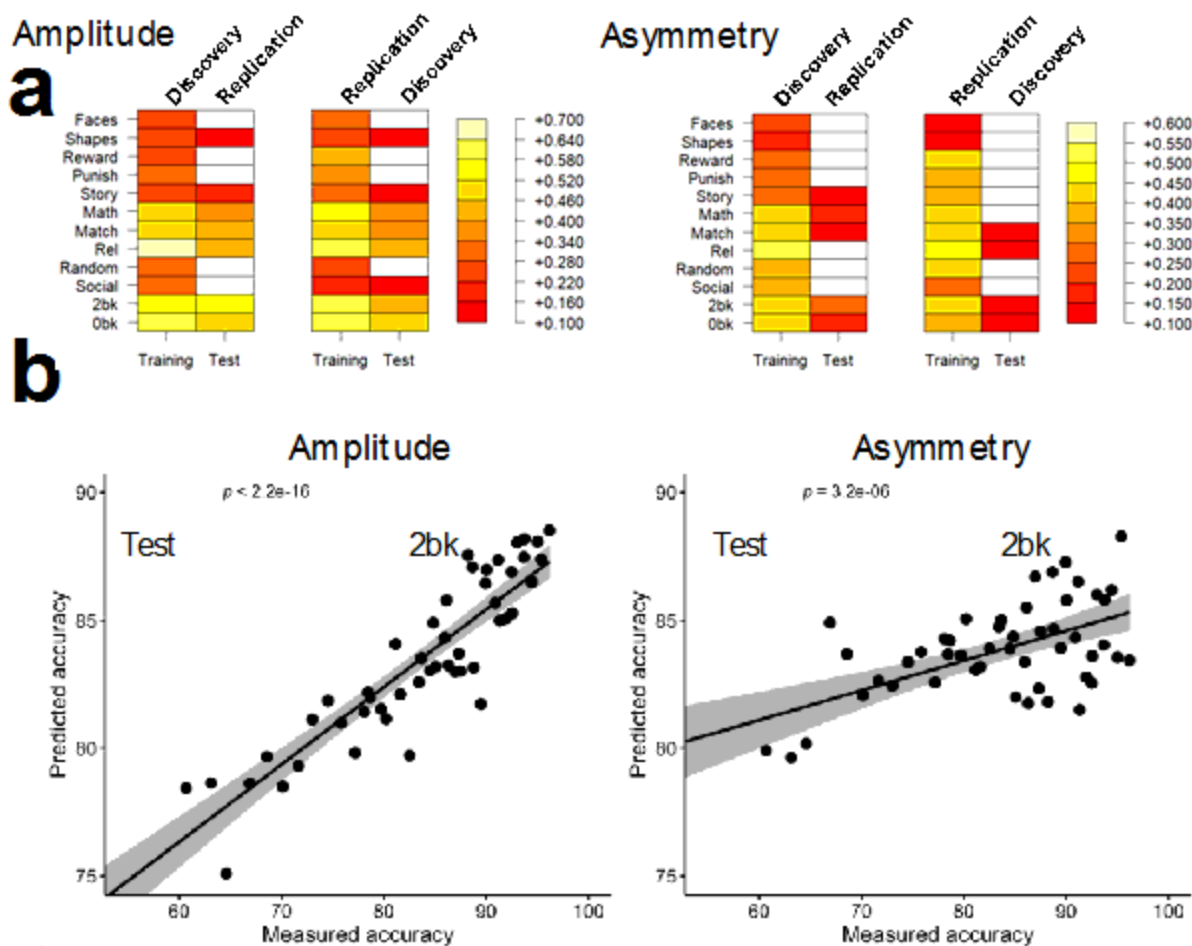 Amplitude
Asymmetry
a
Discovery Replication
Replication Discouvery
Discovery Replication
Replication Discovery
Faces
Shapes
Reward
Punish
Story
Math
Match
Rel
Random
Social
2bk
0bk
Training Test
Training Test
+0.700
+0.640
+0.580
+0.520
+0.460
+0.400
+0.340
+0.280
+0.220
+0.160
+0.100
Faces
Shapes
Reward
Punish
Story
Math
Match
Rel
Random
Social
2bk
0bk
Training Test
Training Test
+0.600
+0.550
+0.500
+0.450
+0.400
+0.350
+0.300
+0.250
+0.200
+0.150
+0.100
b
Amplitude
p < 2.2e-16
Test 2bk
Predicted accuracy
90
85
80
75
60 70 80 90 100
Measured accuracy
Asymmetry
p = 3.2e-06
Test 2bk
Predicted accuracy
90
85
80
75
60 70 80 90 100
Measured accuracy